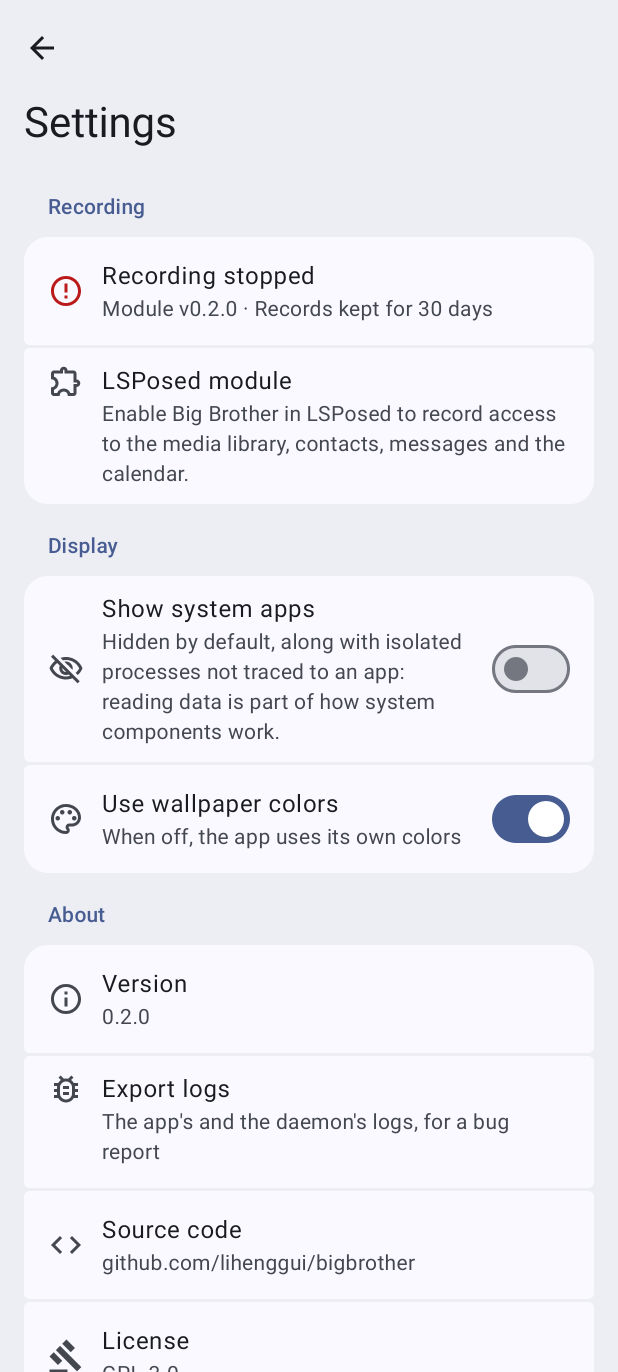 Settings
Recording
Recording stopped
Module v0.2.0 · Records kept for 30 days
LSPosed module
Enable Big Brother in LSPosed to record access
to the media library, contacts, messages and the
calendar.
Display
Show system apps
Hidden by default, along with isolated
processes not traced to an app:
reading data is part of how system
components work.
Use wallpaper colors
When off, the app uses its own colors
About
Version
0.2.0
Export logs
The app's and the daemon's logs, for a bug
report
Source code
github.com/lihenggui/bigbrother
License